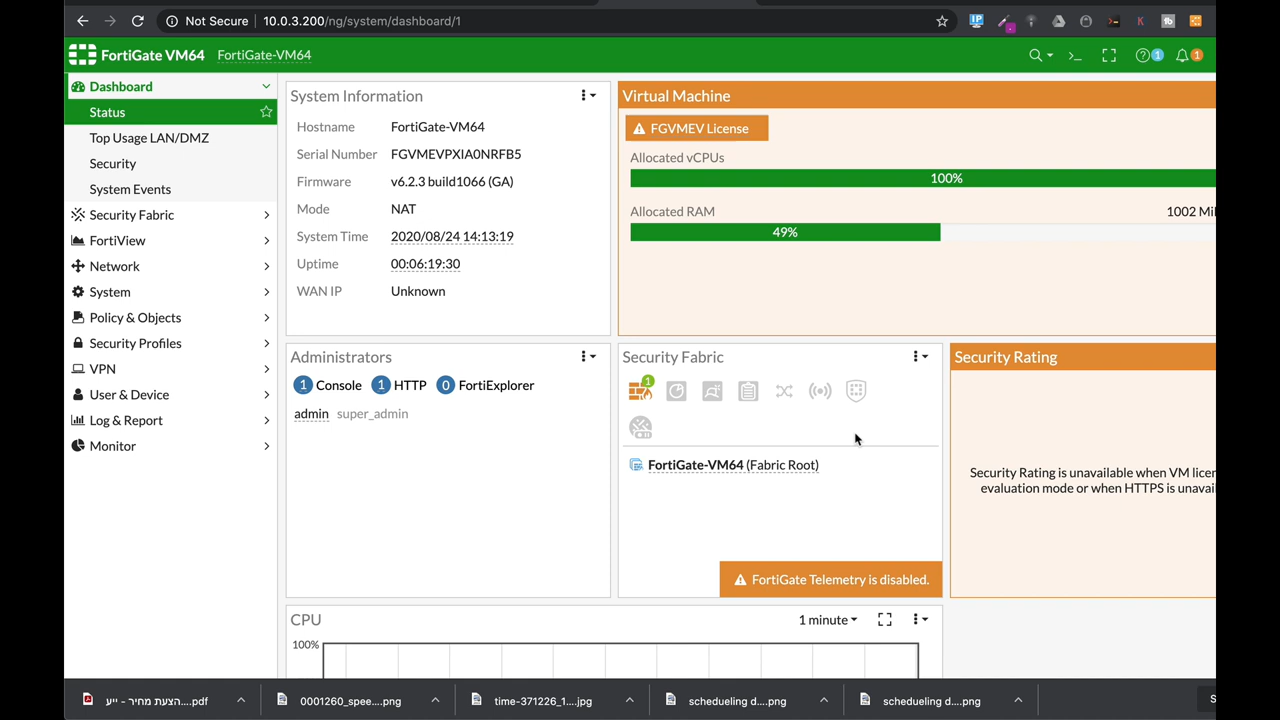 Not Secure | 10.0.3.200/ng/system/dashboard/1
FortiGate VM64 FortiGate-VM64
1 1
Dashboard
Status
Top Usage LAN/DMZ
Security
System Events
Security Fabric
FortiView
Network
System
Policy & Objects
Security Profiles
VPN
User & Device
Log & Report
Monitor
System Information
Hostname FortiGate-VM64
Serial Number FGVMEVPXIA0NRFB5
Firmware v6.2.3 build1066 (GA)
Mode NAT
System Time 2020/08/24 14:13:19
Uptime 00:06:19:30
WAN IP Unknown
Virtual Machine
FGVMEV License
Allocated vCPUs
100%
Allocated RAM 1002 Mi
49%
Administrators
1 Console 1 HTTP 0 FortiExplorer
admin super_admin
Security Fabric
1
FortiGate-VM64 (Fabric Root)
FortiGate Telemetry is disabled.
Security Rating
Security Rating is unavailable when VM licen
evaluation mode or when HTTPS is unavai
CPU 1 minute
100%
הצעת מחיר - ייע....pdf
0001260_spee....png
time-371226_1....jpg
scheduleing d....png
scheduleing d....png
S